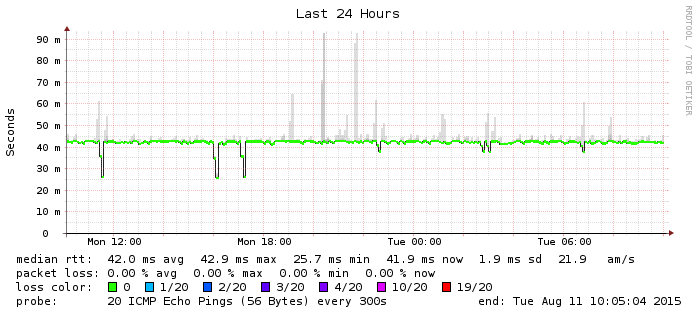 Last 24 Hours
RRDTOOL / TOBI OETIKER
Seconds
90 m
80 m
70 m
60 m
50 m
40 m
30 m
20 m
10 m
0
Mon 12:00 Mon 18:00 Tue 00:00 Tue 06:00
median rtt: 42.0 ms avg 42.9 ms max 25.7 ms min 41.9 ms now 1.9 ms sd 21.9 am/s
packet loss: 0.00 % avg 0.00 % max 0.00 % min 0.00 % now
loss color: 0 1/20 2/20 3/20 4/20 10/20 19/20
probe: 20 ICMP Echo Pings (56 Bytes) every 300s end: Tue Aug 11 10:05:04 2015